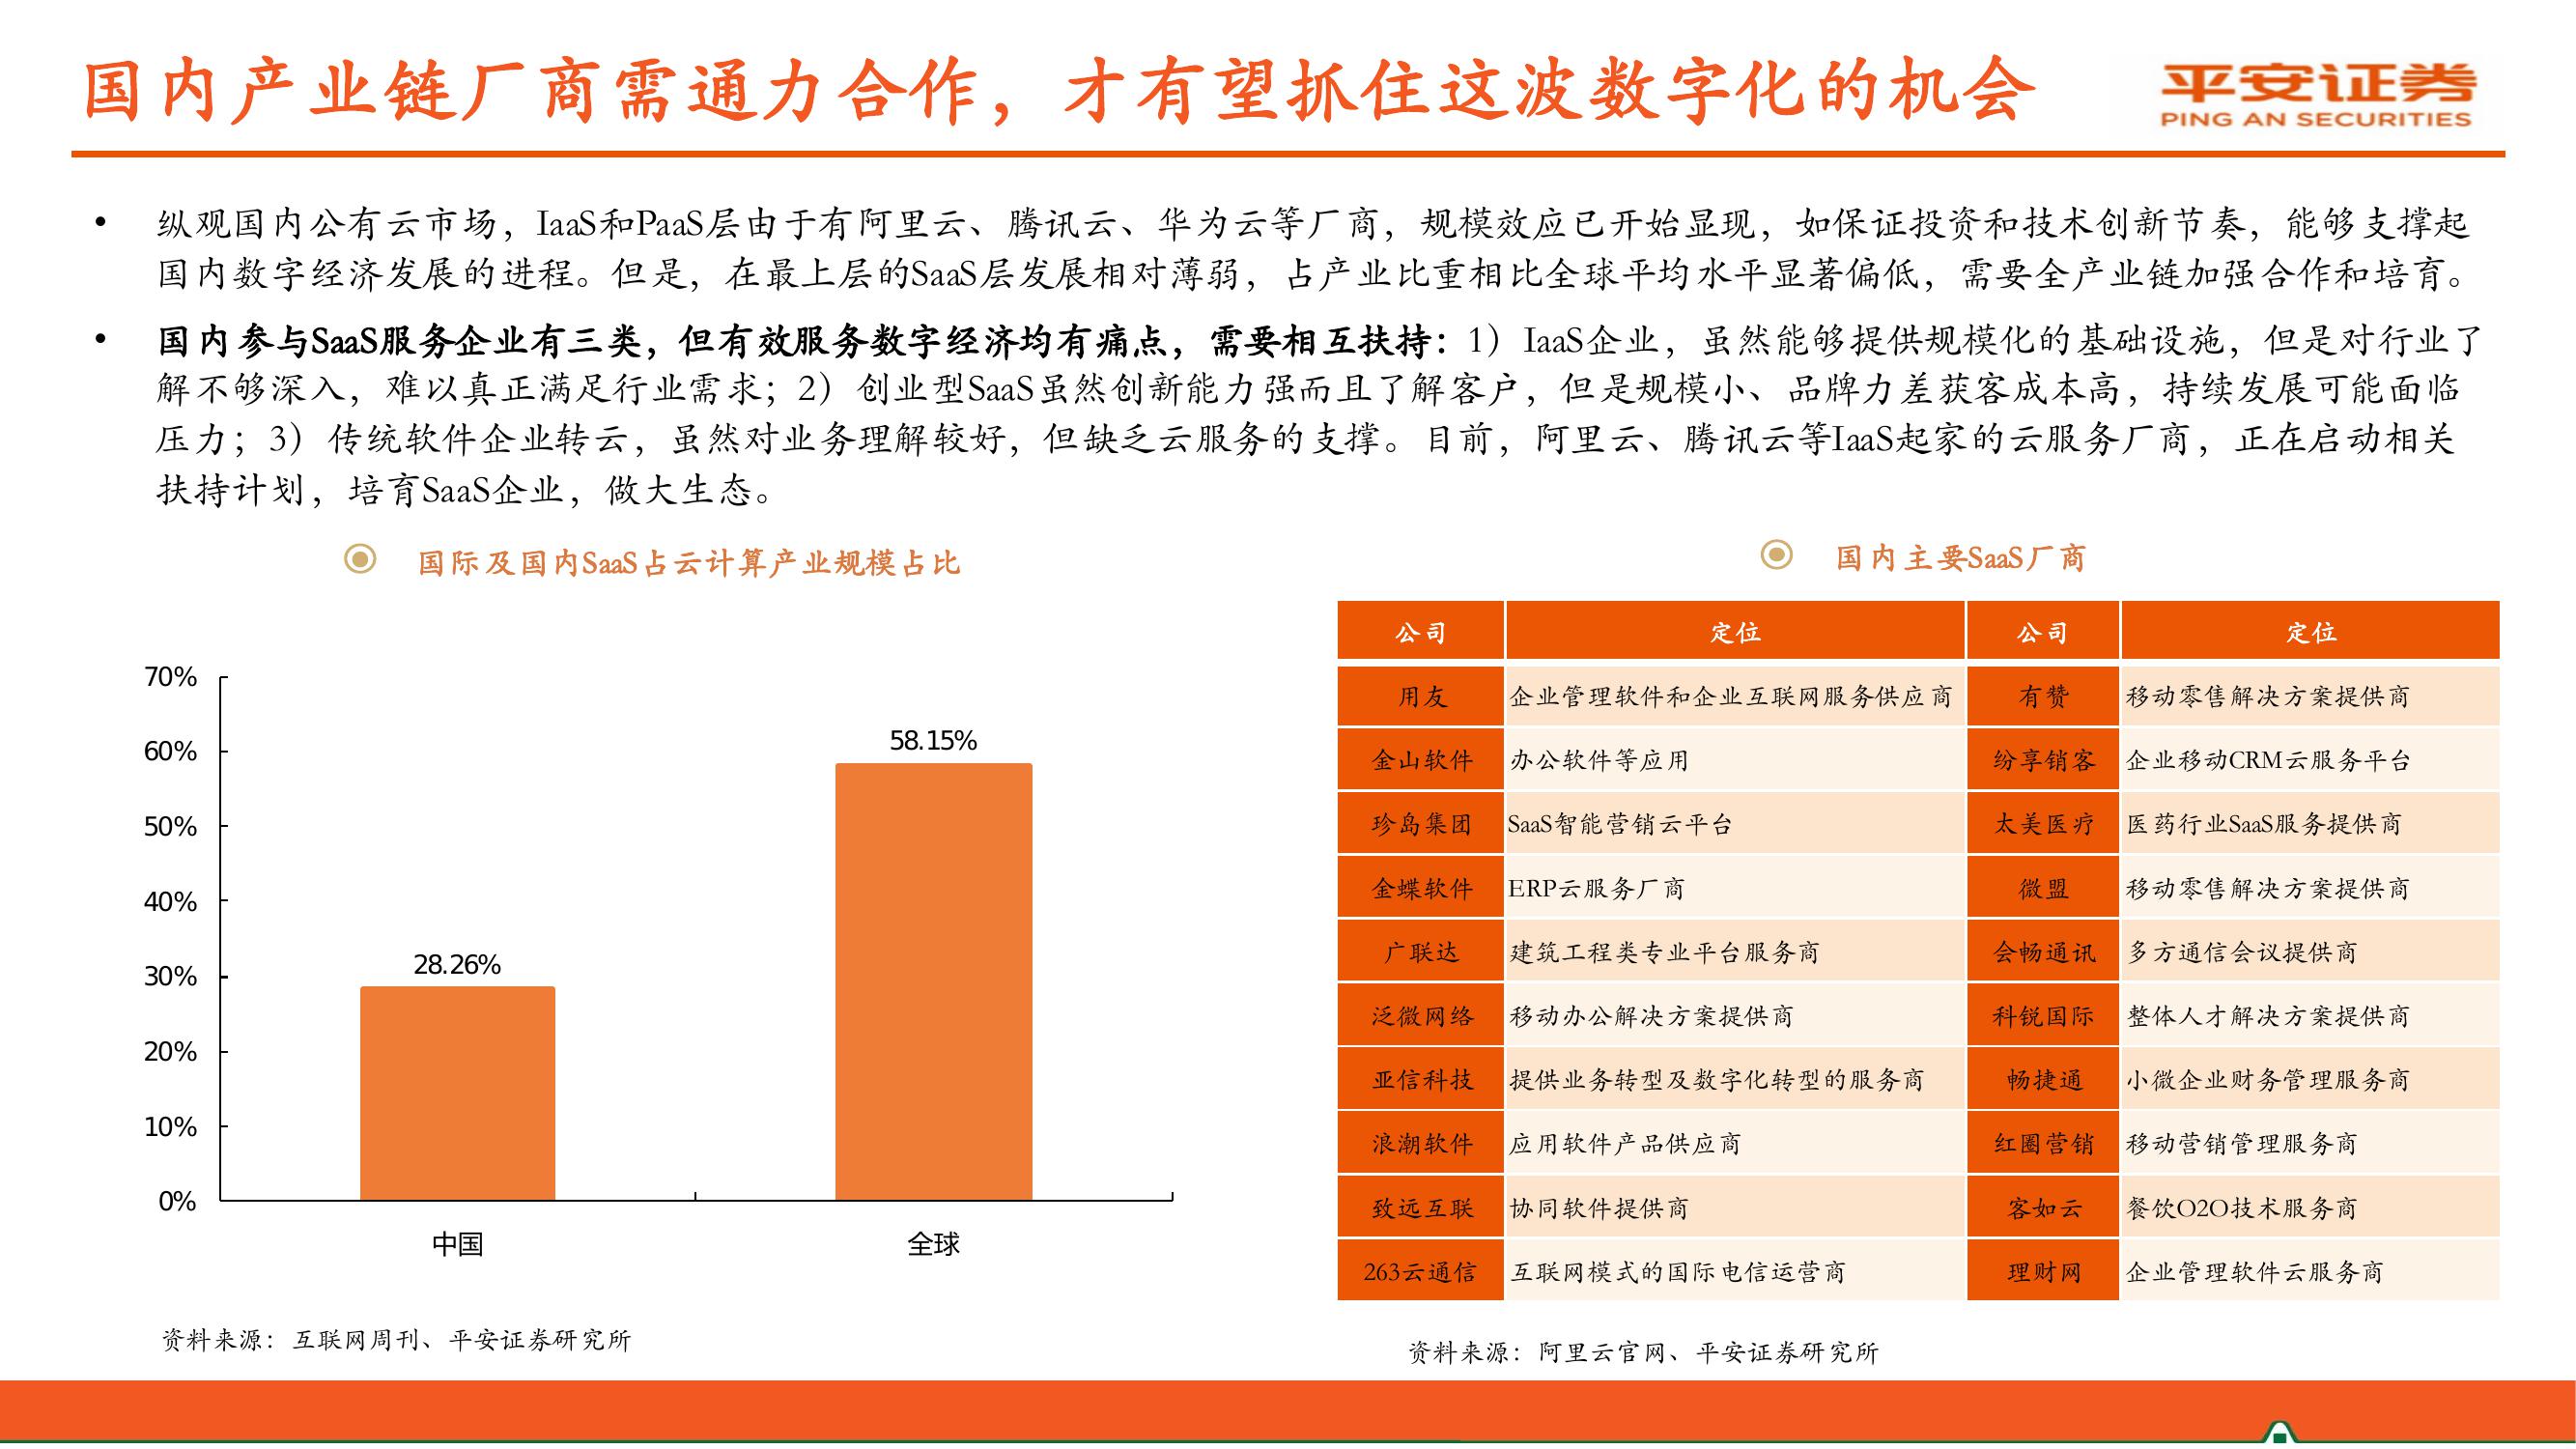 国内产业链厂商需通力合作，才有望抓住这波数字化的机会
平安证券
PING AN SECURITIES
• 纵观国内公有云市场，IaaS和PaaS层由于有阿里云、腾讯云、华为云等厂商，规模效应已开始显现，如保证投资和技术创新节奏，能够支撑起
国内数字经济发展的进程。但是，在最上层的SaaS层发展相对薄弱，占产业比重相比全球平均水平显著偏低，需要全产业链加强合作和培育。
• 国内参与SaaS服务企业有三类，但有效服务数字经济均有痛点，需要相互扶持：1）IaaS企业，虽然能够提供规模化的基础设施，但是对行业了
解不够深入，难以真正满足行业需求；2）创业型SaaS虽然创新能力强而且了解客户，但是规模小、品牌力差获客成本高，持续发展可能面临
压力；3）传统软件企业转云，虽然对业务理解较好，但缺乏云服务的支撑。目前，阿里云、腾讯云等IaaS起家的云服务厂商，正在启动相关
扶持计划，培育SaaS企业，做大生态。
国际及国内SaaS占云计算产业规模占比
70%
60%
50%
40%
30%
20%
10%
0%
28.26%
58.15%
中国
全球
资料来源：互联网周刊、平安证券研究所
国内主要SaaS厂商
公司 定位 公司 定位
用友 企业管理软件和企业互联网服务供应商 有赞 移动零售解决方案提供商
金山软件 办公软件等应用 纷享销客 企业移动CRM云服务平台
珍岛集团 SaaS智能营销云平台 太美医疗 医药行业SaaS服务提供商
金蝶软件 ERP云服务厂商 微盟 移动零售解决方案提供商
广联达 建筑工程类专业平台服务商 会畅通讯 多方通信会议提供商
泛微网络 移动办公解决方案提供商 科锐国际 整体人才解决方案提供商
亚信科技 提供业务转型及数字化转型的服务商 畅捷通 小微企业财务管理服务商
浪潮软件 应用软件产品供应商 红圈营销 移动营销管理服务商
致远互联 协同软件提供商 客如云 餐饮O2O技术服务商
263云通信 互联网模式的国际电信运营商 理财网 企业管理软件云服务商
资料来源：阿里云官网、平安证券研究所